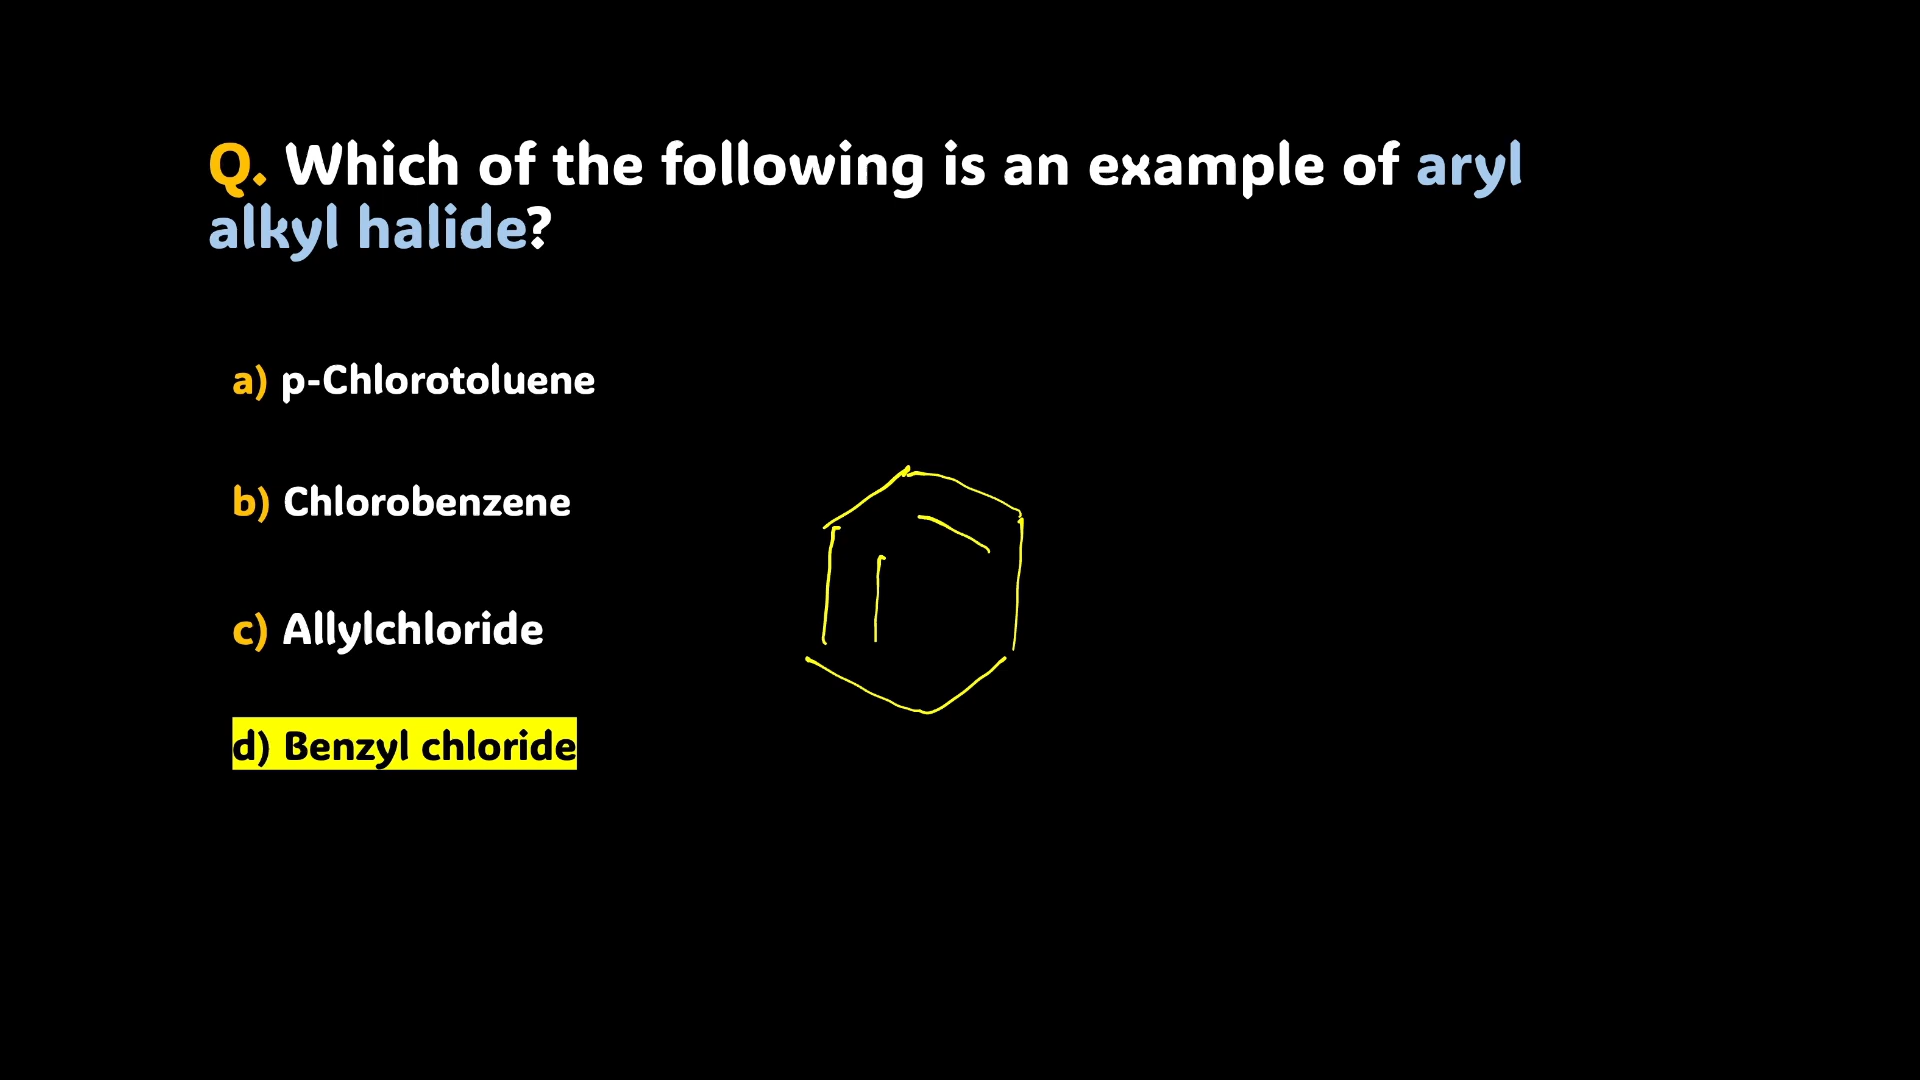 Q. Which of the following is an example of aryl
alkyl halide?
a) p-Chlorotoluene
b) Chlorobenzene
c) Allylchloride
d) Benzyl chloride